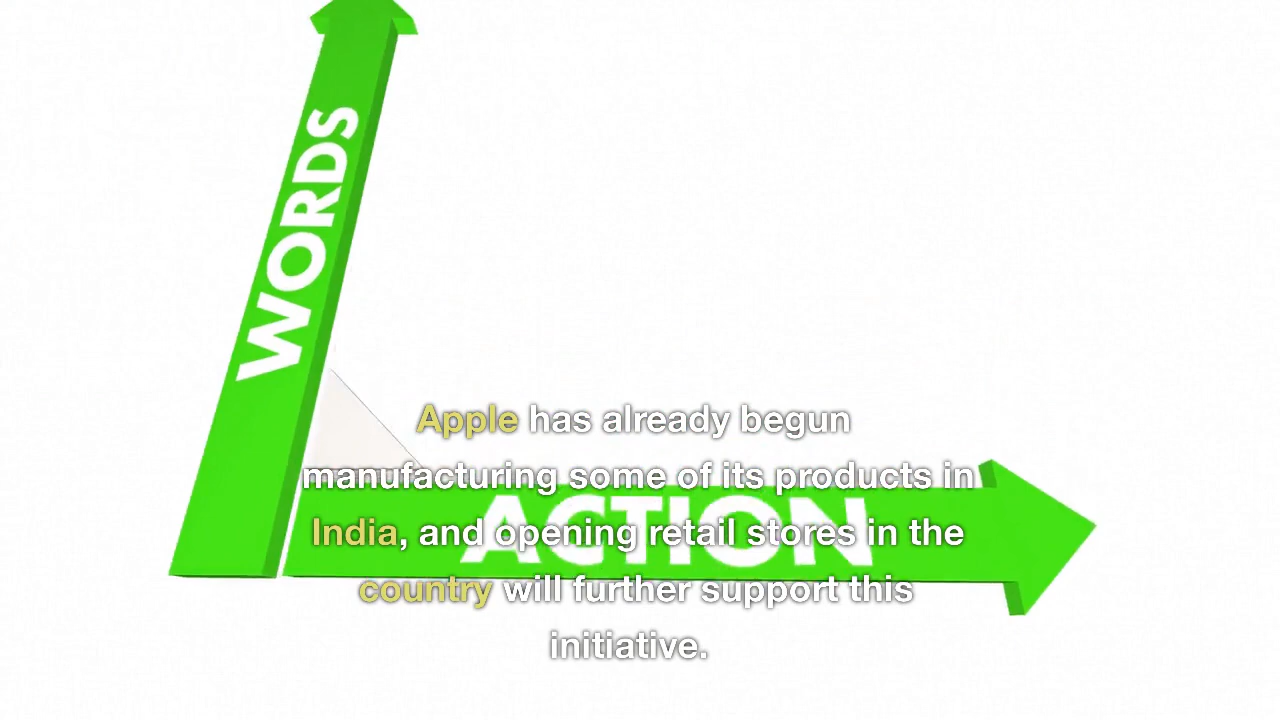 WORDS
ACTION
Apple has already begun
manufacturing some of its products in
India, and opening retail stores in the
country will further support this
initiative.